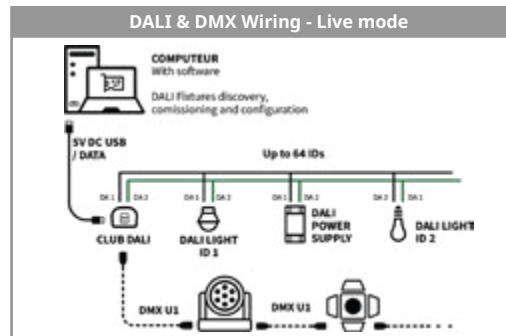 DALI & DMX Wiring - Live mode
COMPUTEUR
With software
DALI Fixtures discovery,
comissioning and configuration
5V DC USB
/ DATA
Up to 64 IDs
DA 1 DA 2 DA 1 DA 2 DA 1 DA 2 DA 2 DA 1
CLUB DALI
DALI LIGHT
ID 1
DALI
POWER
SUPPLY
DALI LIGHT
ID 2
DMX U1
DMX U1